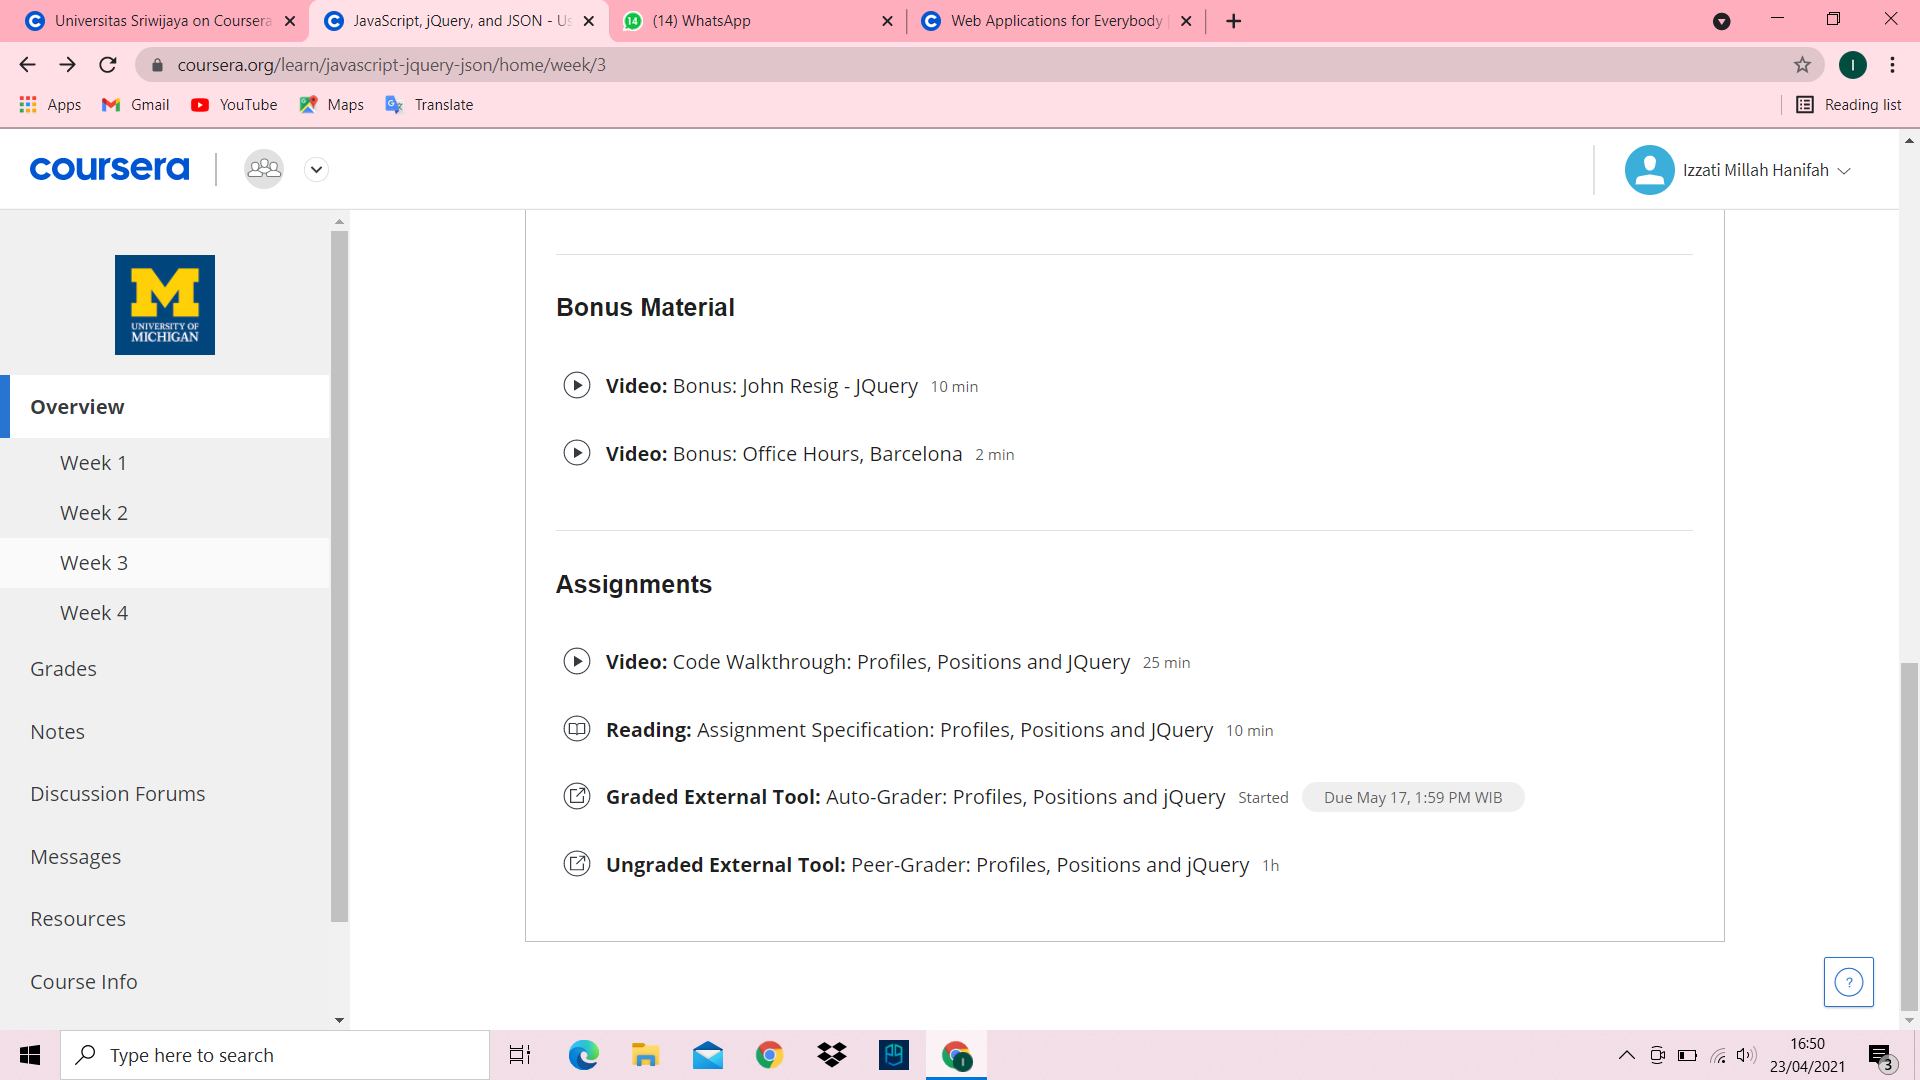 Universitas Sriwijaya on Coursera
JavaScript, jQuery, and JSON - Us
(14) WhatsApp
Web Applications for Everybody
coursera.org/learn/javascript-jquery-json/home/week/3
I
Apps
Gmail
YouTube
Maps
Translate
Reading list
coursera
Izzati Millah Hanifah
M
UNIVERSITY OF
MICHIGAN
Overview
Week 1
Week 2
Week 3
Week 4
Grades
Notes
Discussion Forums
Messages
Resources
Course Info
Bonus Material
Video: Bonus: John Resig - JQuery 10 min
Video: Bonus: Office Hours, Barcelona 2 min
Assignments
Video: Code Walkthrough: Profiles, Positions and JQuery 25 min
Reading: Assignment Specification: Profiles, Positions and JQuery 10 min
Graded External Tool: Auto-Grader: Profiles, Positions and jQuery Started Due May 17, 1:59 PM WIB
Ungraded External Tool: Peer-Grader: Profiles, Positions and jQuery 1h
?
Type here to search
16:50
23/04/2021
3